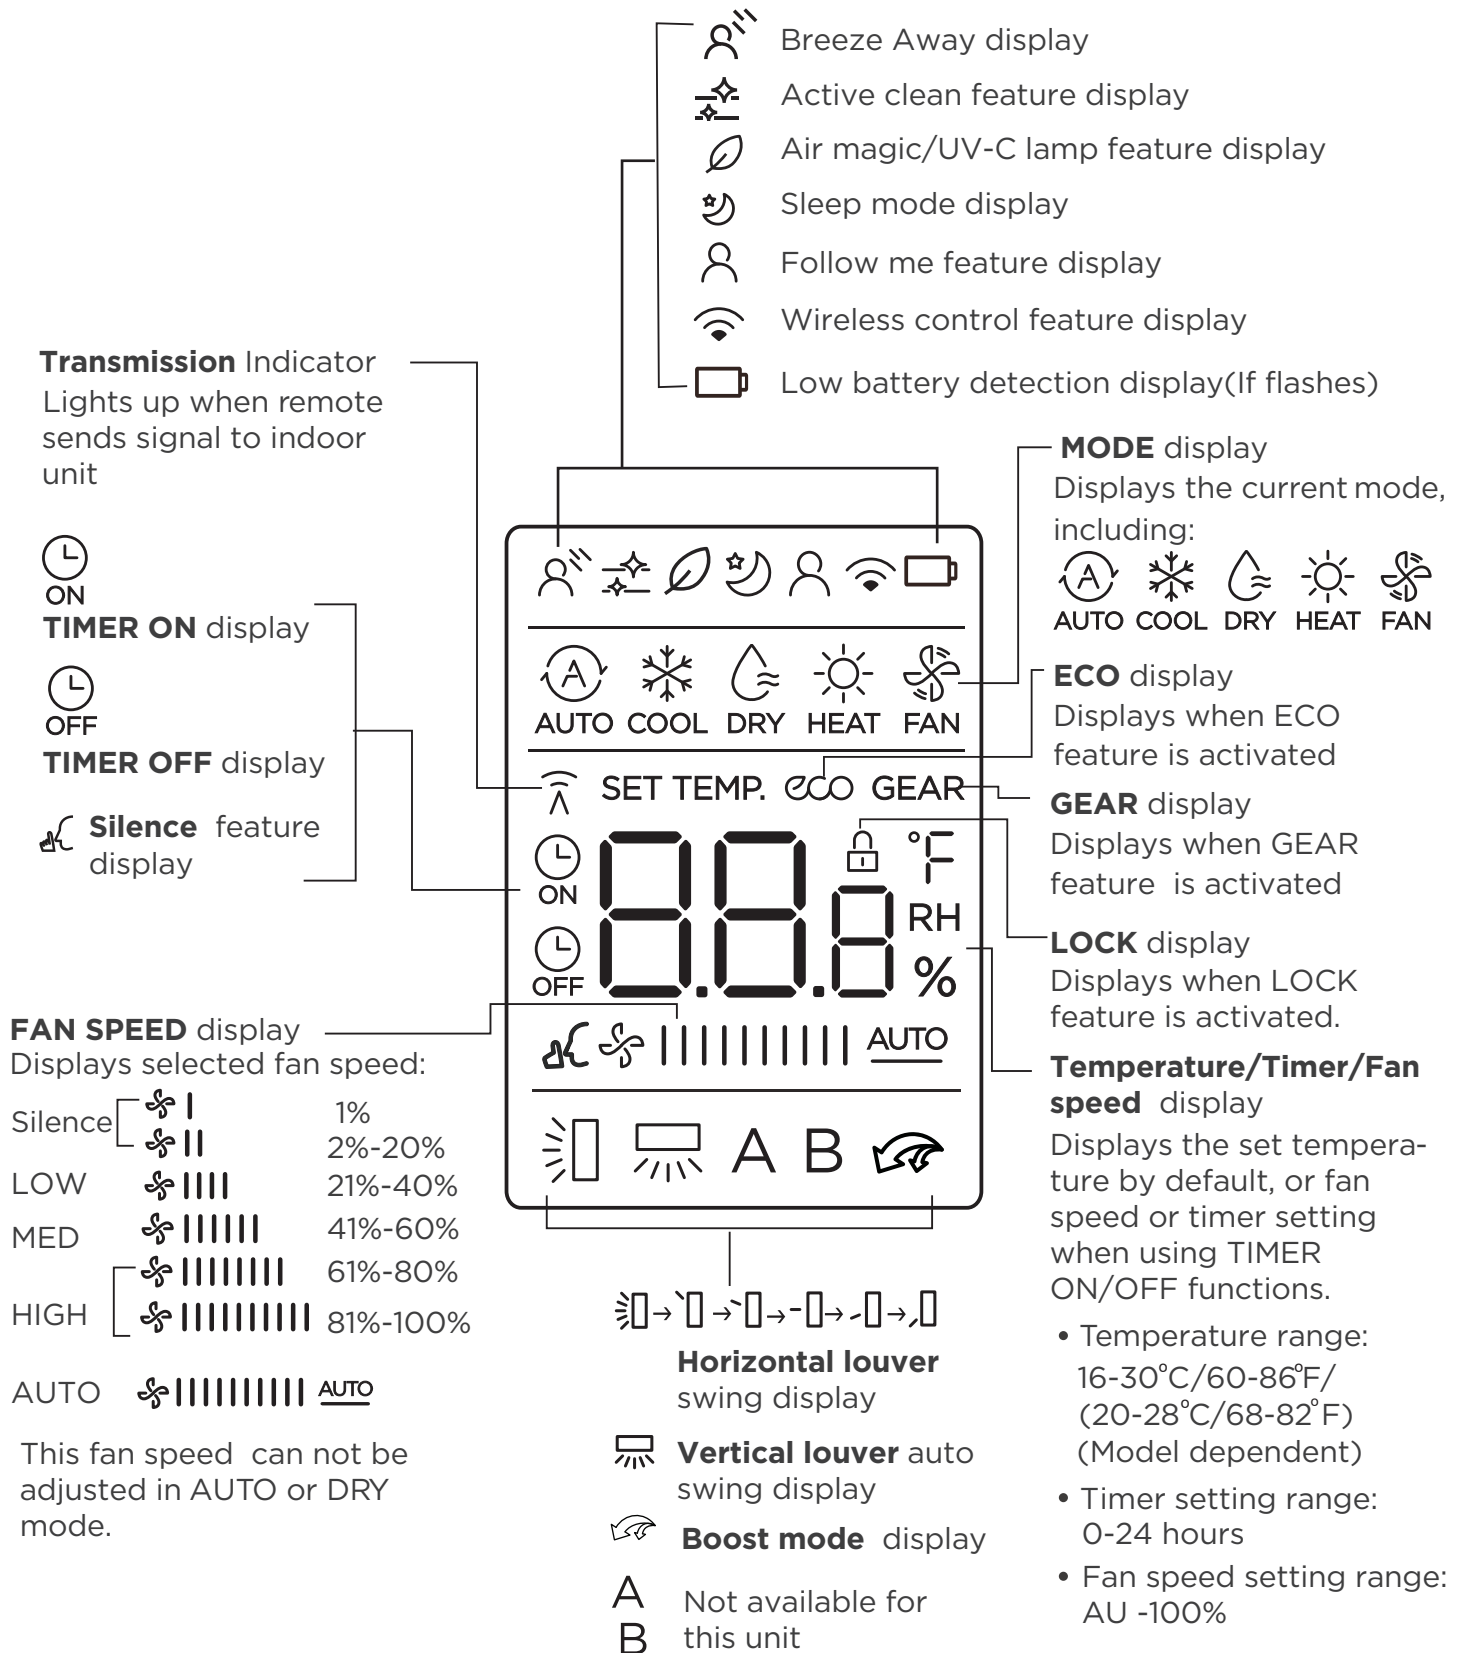 Breeze Away display
Active clean feature display
Air magic/UV-C lamp feature display
Sleep mode display
Follow me feature display
Wireless control feature display
Low battery detection display(If flashes)
Transmission Indicator
Lights up when remote
sends signal to indoor
unit
ON
TIMER ON display
OFF
TIMER OFF display
Silence feature
display
FAN SPEED display
Displays selected fan speed:
Silence
1%
2%-20%
LOW 21%-40%
MED 41%-60%
61%-80%
HIGH 81%-100%
AUTO AUTO
This fan speed can not be
adjusted in AUTO or DRY
mode.
AUTO COOL DRY HEAT FAN
SET TEMP. eco GEAR
ON
OFF
88.8.8
°F
RH
%
AUTO
A B
Horizontal louver
swing display
Vertical louver auto
swing display
Boost mode display
A
B
Not available for
this unit
MODE display
Displays the current mode,
including:
A
AUTO COOL DRY HEAT FAN
ECO display
Displays when ECO
feature is activated
GEAR display
Displays when GEAR
feature is activated
LOCK display
Displays when LOCK
feature is activated.
Temperature/Timer/Fan
speed display
Displays the set tempera-
ture by default, or fan
speed or timer setting
when using TIMER
ON/OFF functions.
• Temperature range:
16-30°C/60-86°F/
(20-28°C/68-82°F)
(Model dependent)
• Timer setting range:
0-24 hours
• Fan speed setting range:
AU -100%